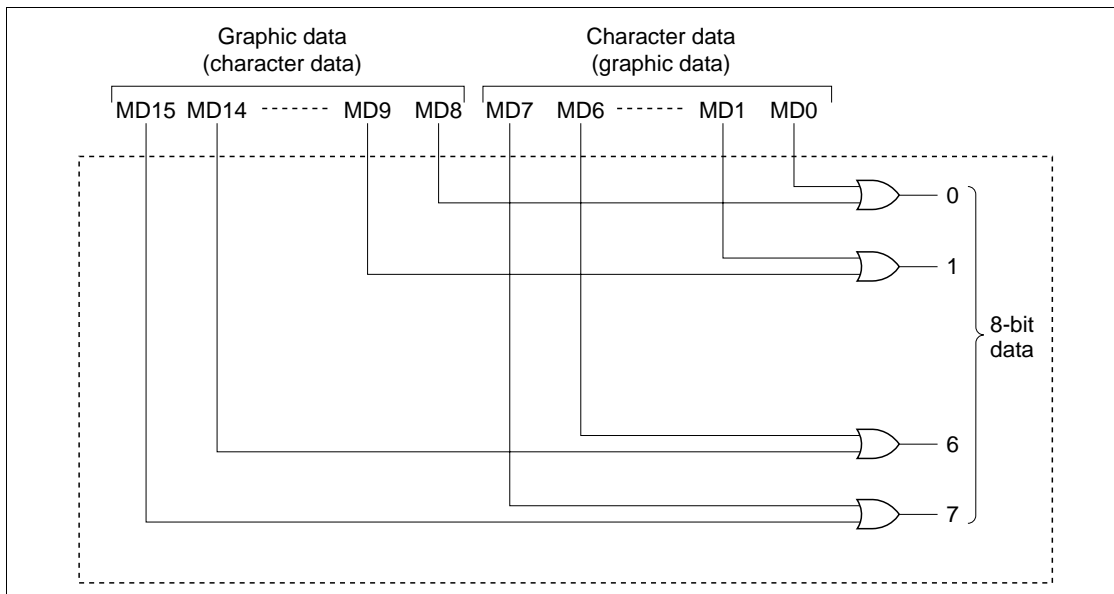 Graphic data
(character data)
Character data
(graphic data)
MD15 MD14 -------- MD9 MD8 MD7 MD6 -------- MD1 MD0
0
1
8-bit
data
6
7